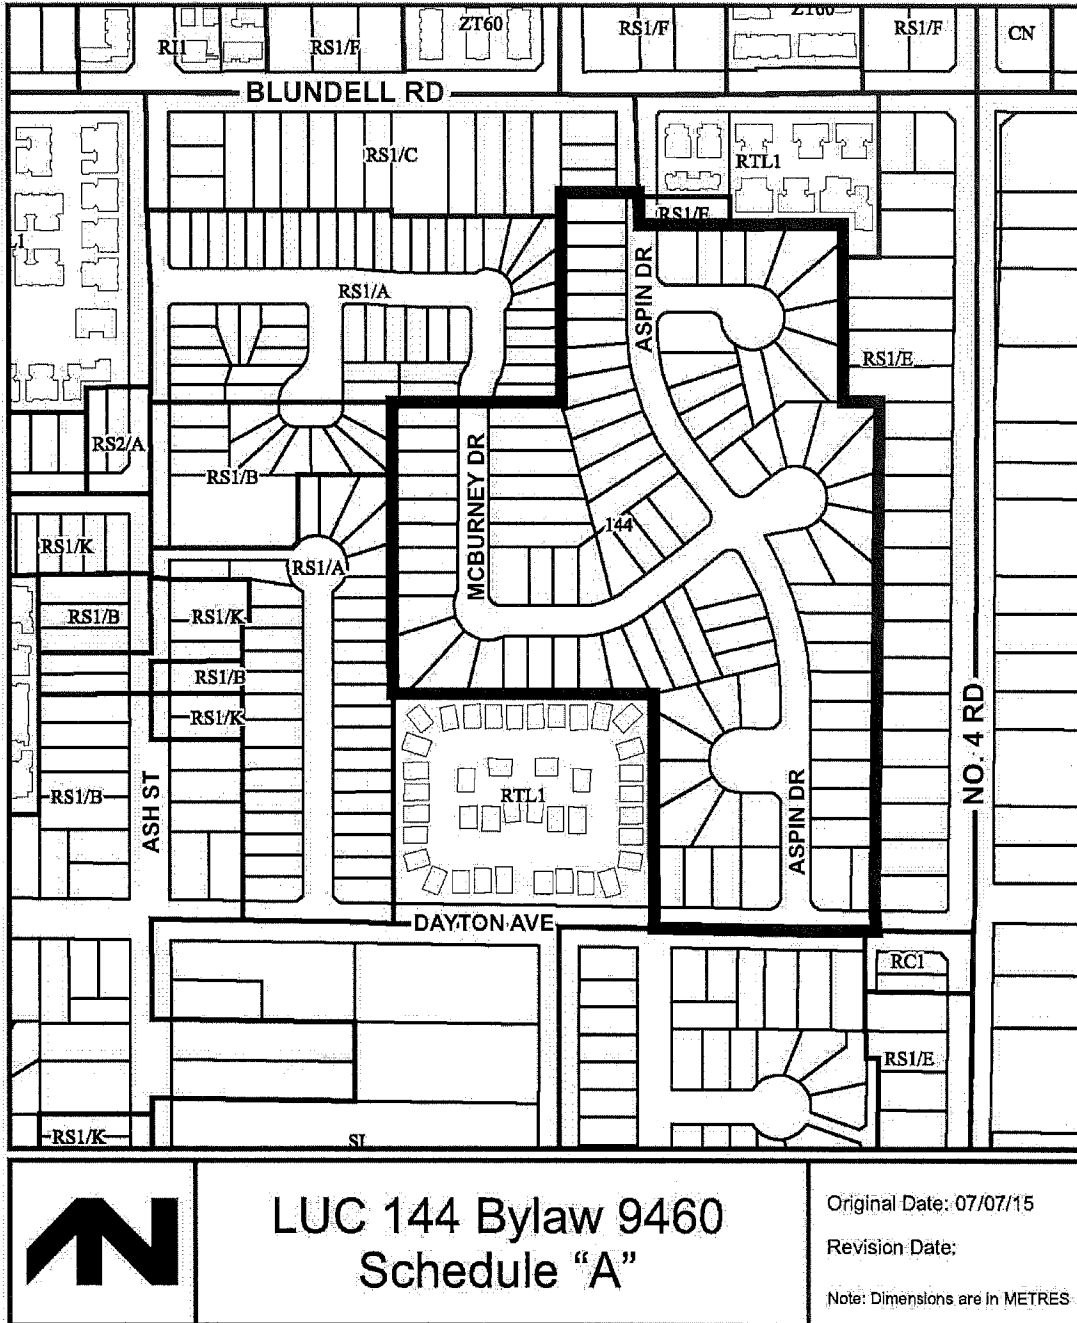 RI1
RS1/F
ZT60
RS1/F
ZT60
RS1/F
CN
BLUNDELL RD
RS1/C
RTL1
RS1/E
ASPIN DR
RS1/A
RS1/E
RS2/A
RS1/B
MCBURNEY DR
144
RS1/K
RS1/A
RS1/B
RS1/K
RS1/B
RS1/K
NO. 4 RD
RS1/B
ASH ST
RTL1
ASPIN DR
DAYTON AVE
RC1
RS1/E
RS1/K
SI
LUC 144 Bylaw 9460
Schedule “A”
Original Date: 07/07/15
Revision Date:
Note: Dimensions are in METRES